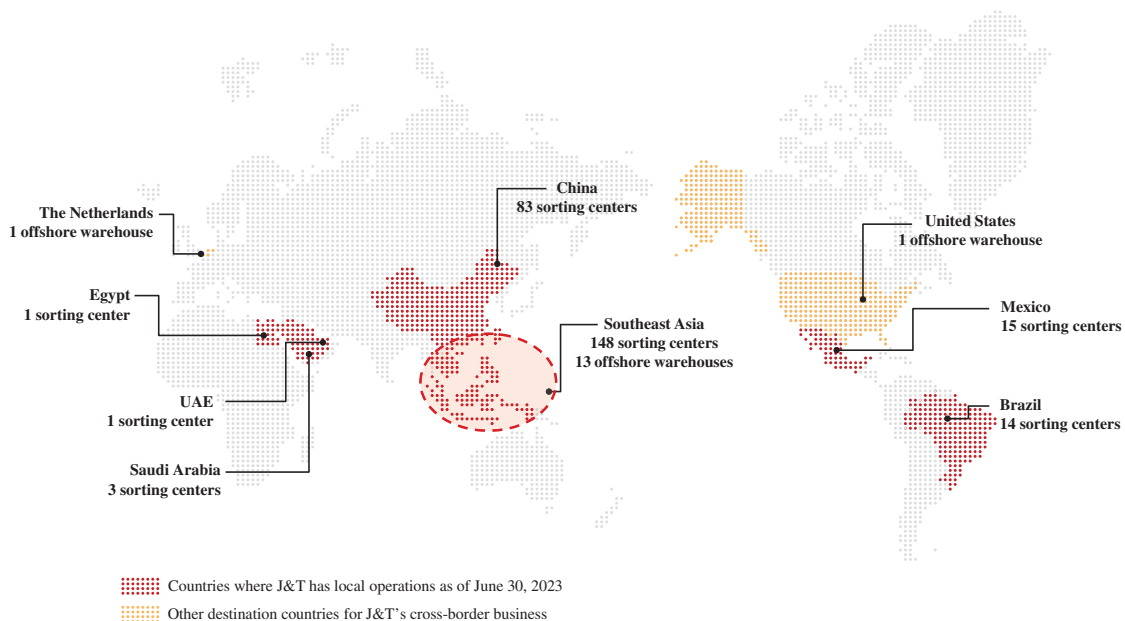 China
83 sorting centers
The Netherlands
1 offshore warehouse
United States
1 offshore warehouse
Egypt
1 sorting center
Mexico
15 sorting centers
Southeast Asia
148 sorting centers
13 offshore warehouses
UAE
1 sorting center
Brazil
14 sorting centers
Saudi Arabia
3 sorting centers
Countries where J&T has local operations as of June 30, 2023
Other destination countries for J&T’s cross-border business